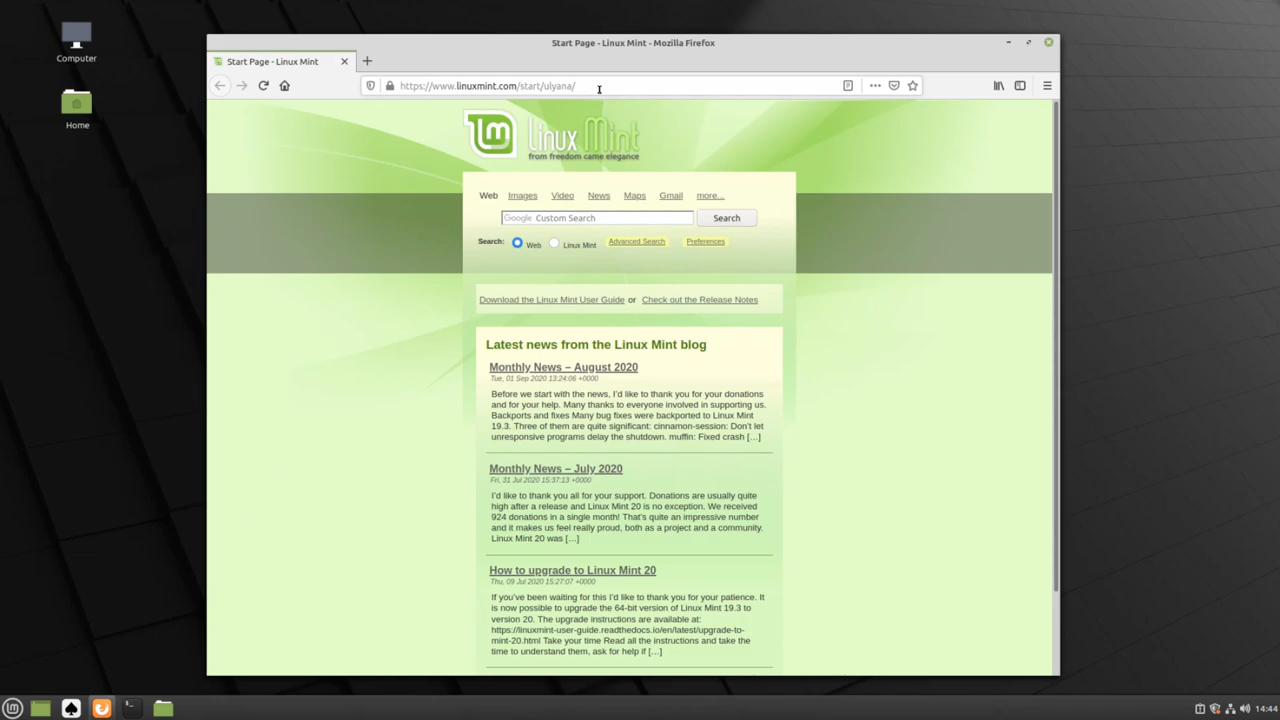 Computer
Home
Start Page - Linux Mint - Mozilla Firefox
Start Page - Linux Mint
https://www.linuxmint.com/start/ulyana/
Linux Mint
from freedom came elegance
Web Images Video News Maps Gmail more...
Google Custom Search Search
Search: Web Linux Mint Advanced Search Preferences
Download the Linux Mint User Guide or Check out the Release Notes
Latest news from the Linux Mint blog
Monthly News – August 2020
Tue, 01 Sep 2020 13:24:06 +0000
Before we start with the news, I'd like to thank you for your donations
and for your help. Many thanks to everyone involved in supporting us.
Backports and fixes Many bug fixes were backported to Linux Mint
19.3. Three of them are quite significant: cinnamon-session: Don't let
unresponsive programs delay the shutdown. muffin: Fixed crash […]
Monthly News – July 2020
Fri, 31 Jul 2020 15:37:13 +0000
I'd like to thank you all for your support. Donations are usually quite
high after a release and Linux Mint 20 is no exception. We received
924 donations in a single month! That's quite an impressive number
and it makes us feel really proud, both as a project and a community.
Linux Mint 20 was […]
How to upgrade to Linux Mint 20
Thu, 09 Jul 2020 15:27:07 +0000
If you've been waiting for this I'd like to thank you for your patience. It
is now possible to upgrade the 64-bit version of Linux Mint 19.3 to
version 20. The upgrade instructions are available at:
https://linuxmint-user-guide.readthedocs.io/en/latest/upgrade-to-
mint-20.html Take your time Read all the instructions and take the
time to understand them, ask for help if […]
14:44